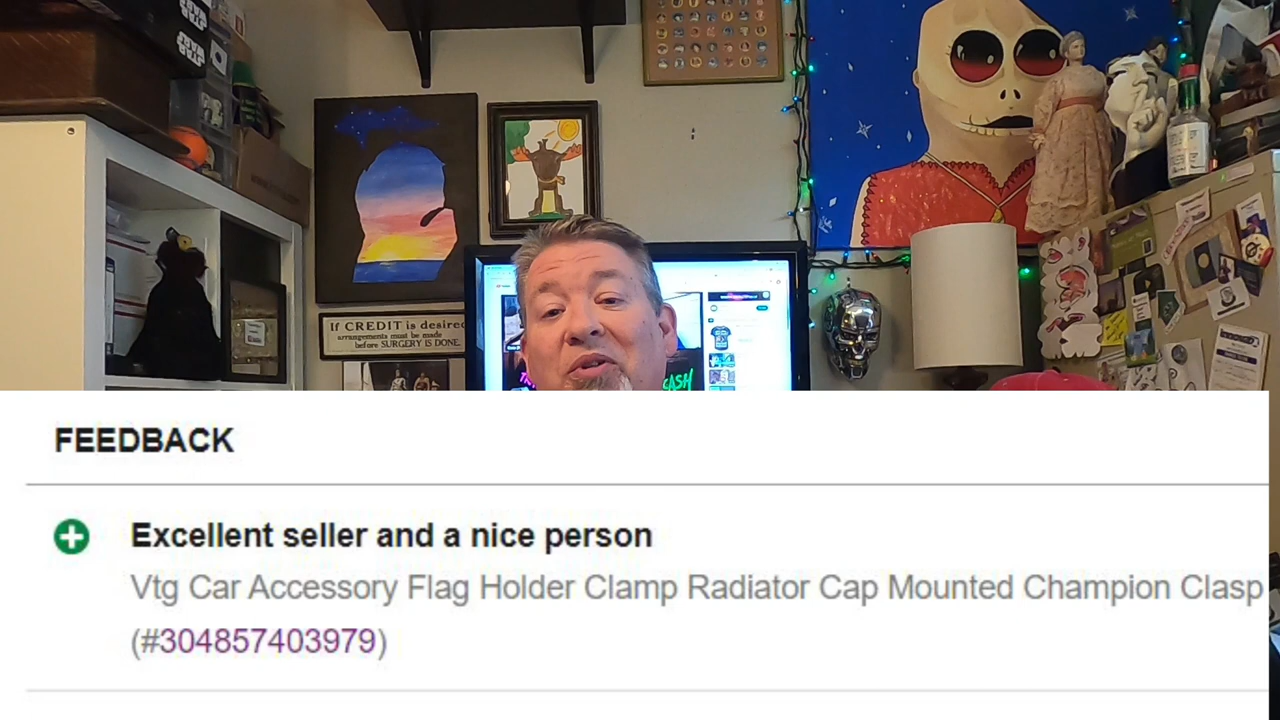 If CREDIT is desired
arrangements must be made
before SURGERY IS DONE.
CASH
FEEDBACK
Excellent seller and a nice person
Vtg Car Accessory Flag Holder Clamp Radiator Cap Mounted Champion Clasp
(#304857403979)